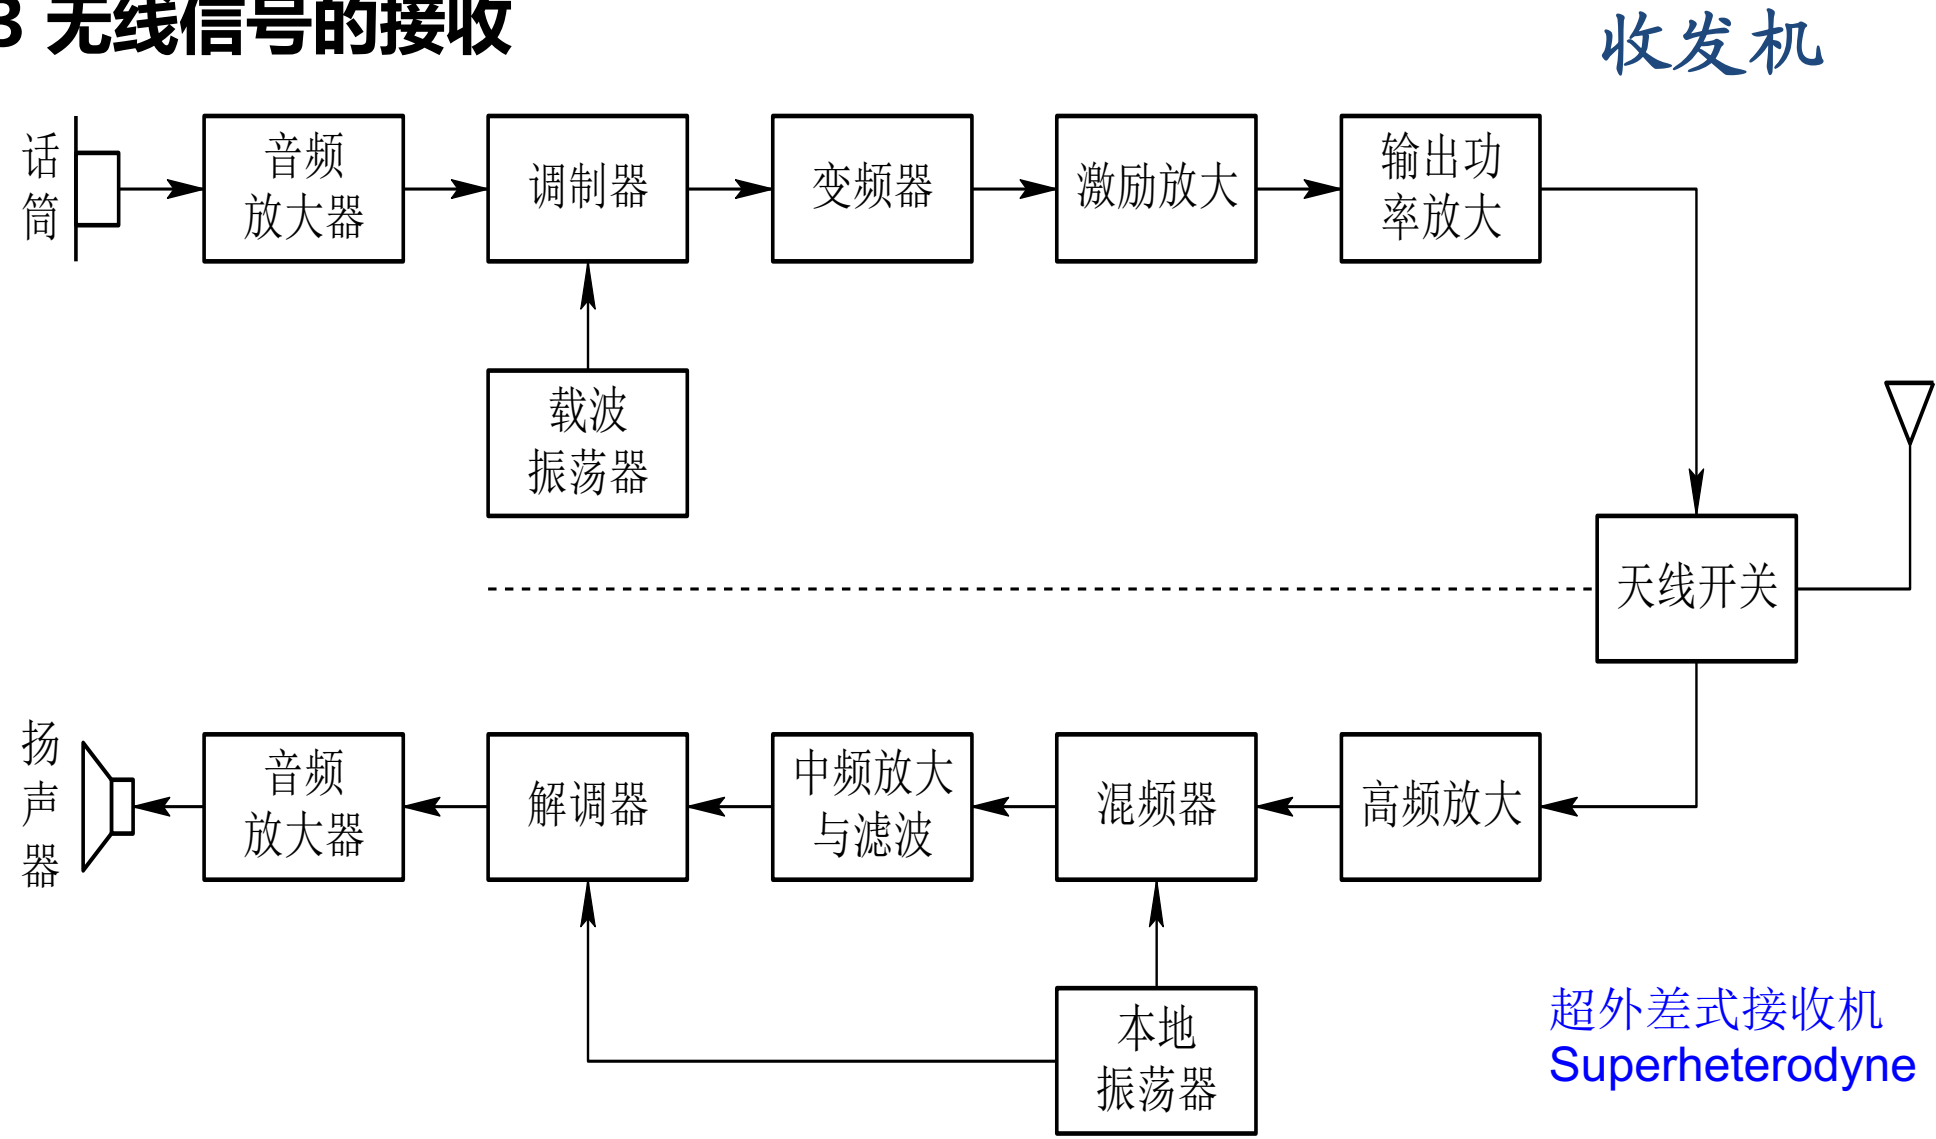 3 无线信号的接收
收发机
话筒
音频
放大器
调制器
变频器
激励放大
输出功
率放大
载波
振荡器
天线开关
扬声器
音频
放大器
解调器
中频放大
与滤波
混频器
高频放大
本地
振荡器
超外差式接收机
Superheterodyne